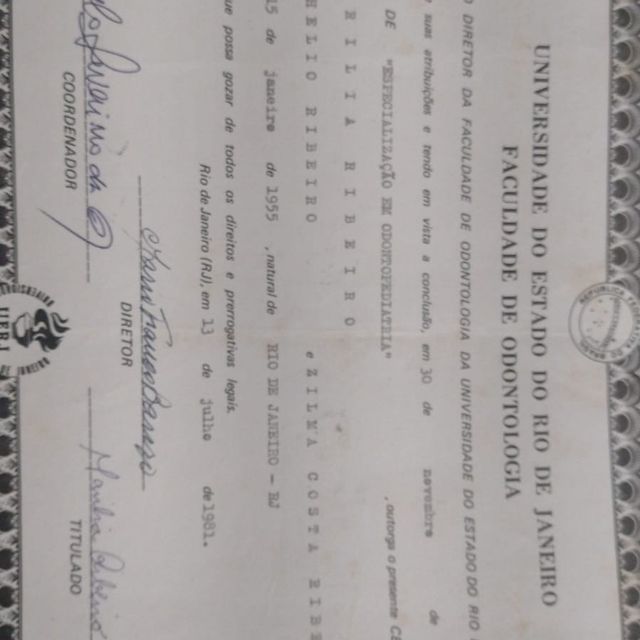 UNIVERSIDADE DO ESTADO DO RIO DE JANEIRO
FACULDADE DE ODONTOLOGIA
DIRETOR DA FACULDADE DE ODONTOLOGIA DA UNIVERSIDADE DO ESTADO DO RIO
suas atribuições e tendo em vista a conclusão, em 30 de novembro de
DE "ESPECIALIZAÇÃO EM ODONTOPEDIATRIA" , outorga o presente
RILIA RIBEIRO
HELIO RIBEIRO e ZILMA COSTA RIBE
15 de janeiro de 1955 , natural de RIO DE JANEIRO - RJ
que possa gozar de todos os direitos e prerrogativas legais.
Rio de Janeiro (RJ), em 13 de julho de 1981.
DIRETOR
COORDENADOR
TITULADO
UERJ